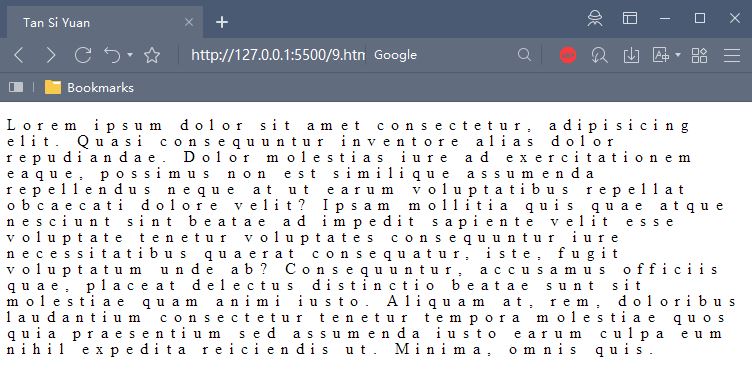 Tan Si Yuan
http://127.0.0.1:5500/9.htm
Google
Bookmarks
Lorem ipsum dolor sit amet consectetur, adipisicing
elit. Quasi consequuntur inventore alias dolor
repudiandae. Dolor molestias iure ad exercitationem
eaque, possimus non est similique assumenda
repellendus neque at ut earum voluptatibus repellat
obcaecati dolore velit? Ipsam mollitia quis quae atque
nesciunt sint beatae ad impedit sapiente velit esse
voluptate tenetur voluptates consequuntur iure
necessitatibus quaerat consequatur, iste, fugit
voluptatum unde ab? Consequuntur, accusamus officiis
quae, placeat delectus distinctio beatae sunt sit
molestiae quam animi iusto. Aliquam at, rem, doloribus
laudantium consectetur tenetur tempora molestiae quos
quia praesentium sed assumenda iusto earum culpa eum
nihil expedita reiciendis ut. Minima, omnis quis.